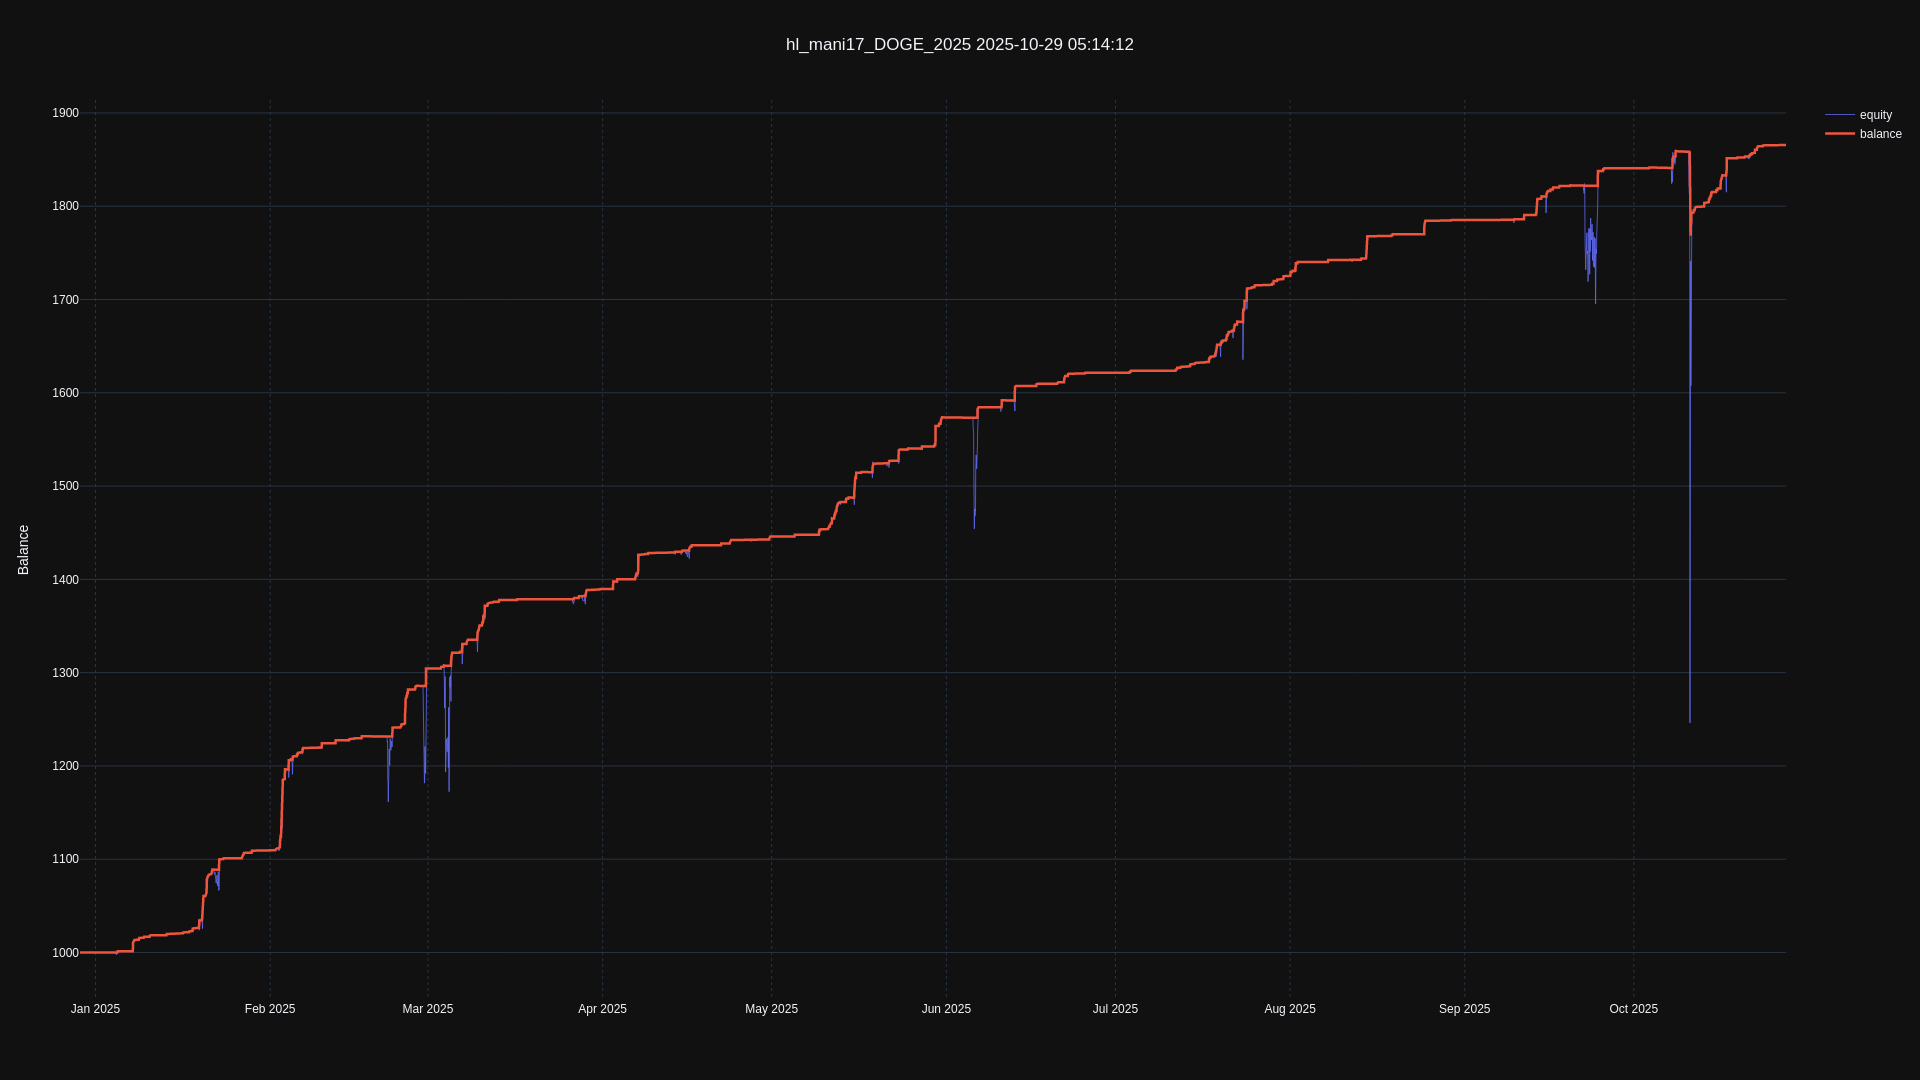 hl_mani17_DOGE_2025 2025-10-29 05:14:12
equity
balance
Balance
1900
1800
1700
1600
1500
1400
1300
1200
1100
1000
Jan 2025
Feb 2025
Mar 2025
Apr 2025
May 2025
Jun 2025
Jul 2025
Aug 2025
Sep 2025
Oct 2025